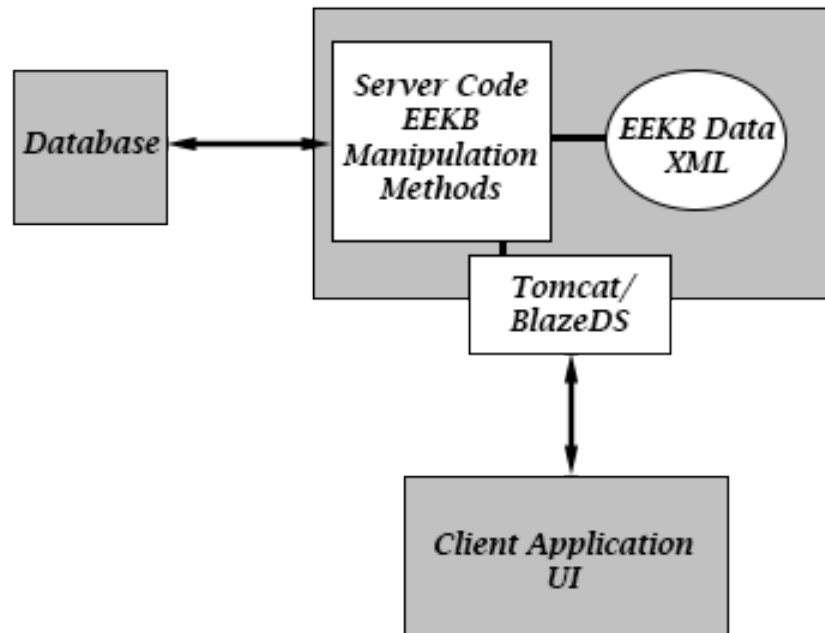 Database
Server Code
EEKB
Manipulation
Methods
EEKB Data
XML
Tomcat/
BlazeDS
Client Application
UI